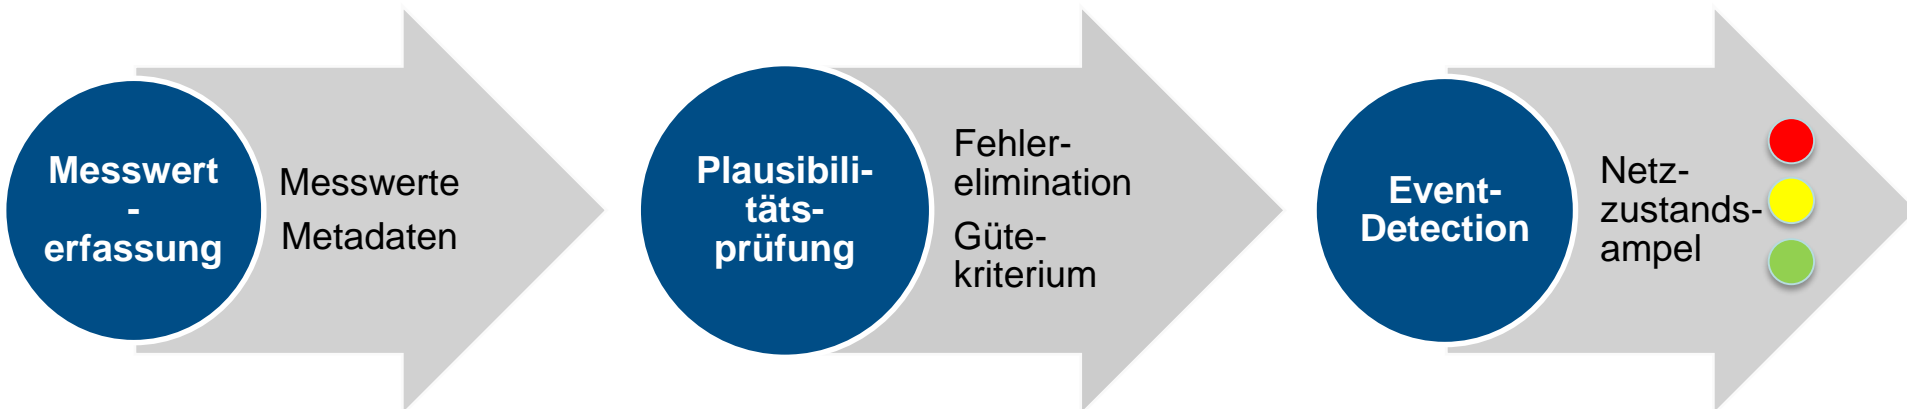 Messwert
-
erfassung
Messwerte
Metadaten
Plausibili-
täts-
prüfung
Fehler-
elimination
Güte-
kriterium
Event-
Detection
Netz-
zustands-
ampel